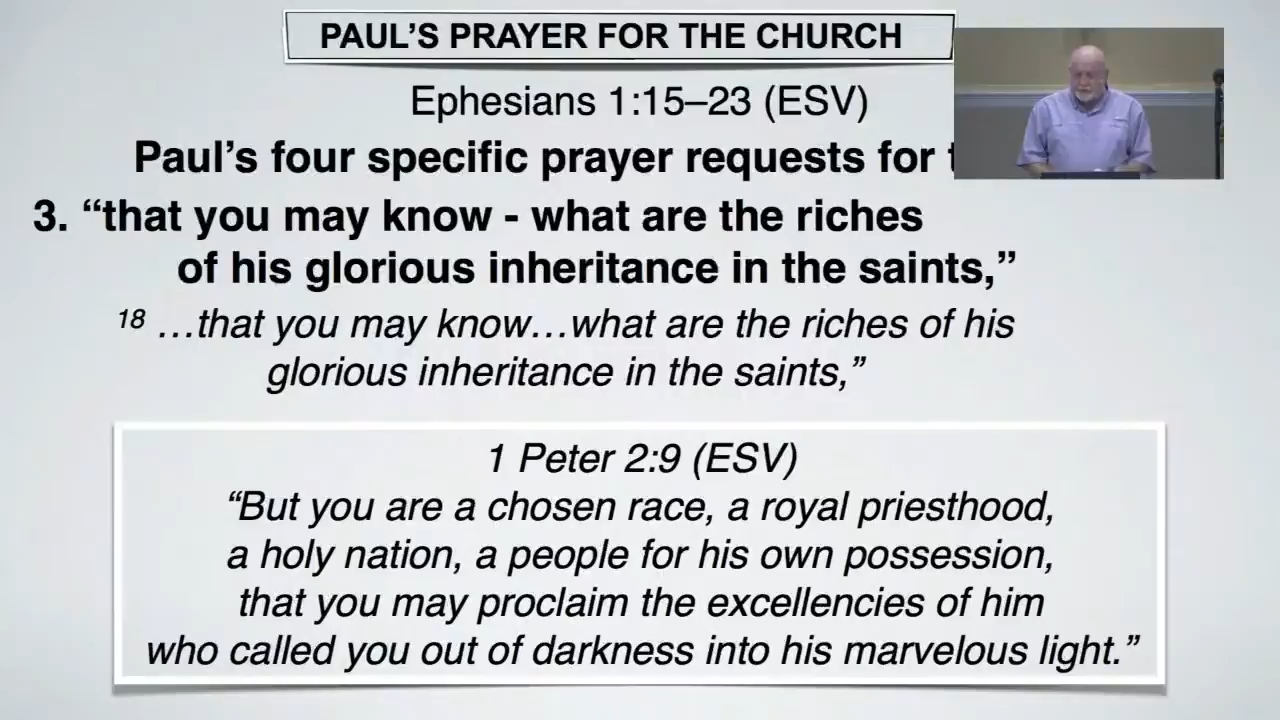 PAUL'S PRAYER FOR THE CHURCH
Ephesians 1:15–23 (ESV)
Paul's four specific prayer requests for
3. “that you may know - what are the riches
of his glorious inheritance in the saints,”
18 …that you may know…what are the riches of his
glorious inheritance in the saints,”
1 Peter 2:9 (ESV)
“But you are a chosen race, a royal priesthood,
a holy nation, a people for his own possession,
that you may proclaim the excellencies of him
who called you out of darkness into his marvelous light.”